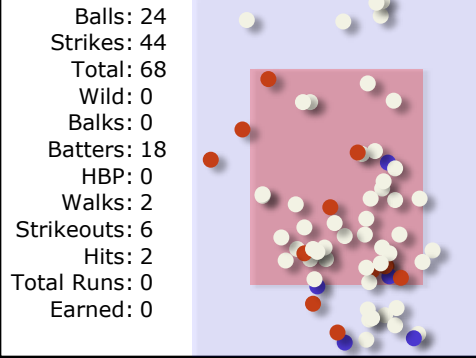 Balls: 24
Strikes: 44
Total: 68
Wild: 0
Balks: 0
Batters: 18
HBP: 0
Walks: 2
Strikeouts: 6
Hits: 2
Total Runs: 0
Earned: 0